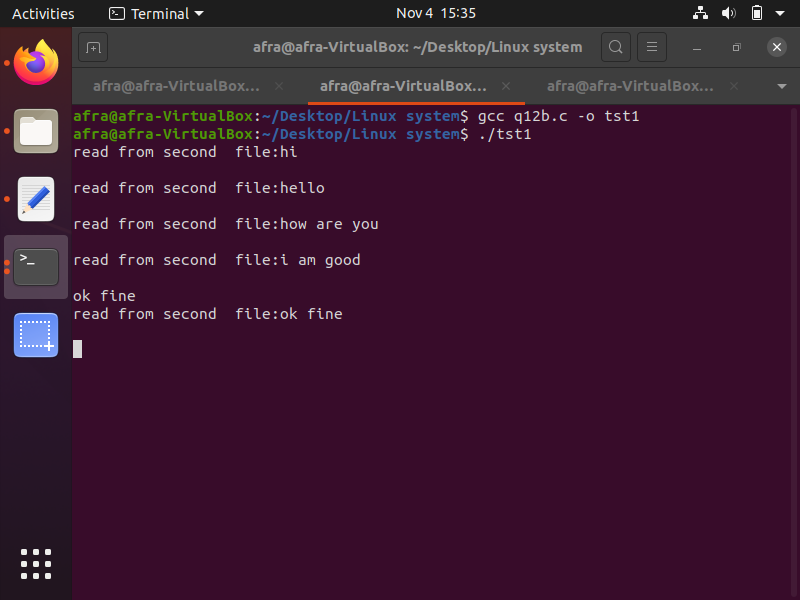 Activities Terminal Nov 4 15:35
afra@afra-VirtualBox: ~/Desktop/Linux system
afra@afra-VirtualBox... afra@afra-VirtualBox... afra@afra-VirtualBox...
afra@afra-VirtualBox:~/Desktop/Linux system$ gcc q12b.c -o tst1
afra@afra-VirtualBox:~/Desktop/Linux system$ ./tst1
read from second  file:hi
read from second  file:hello
read from second  file:how are you
read from second  file:i am good
ok fine
read from second  file:ok fine